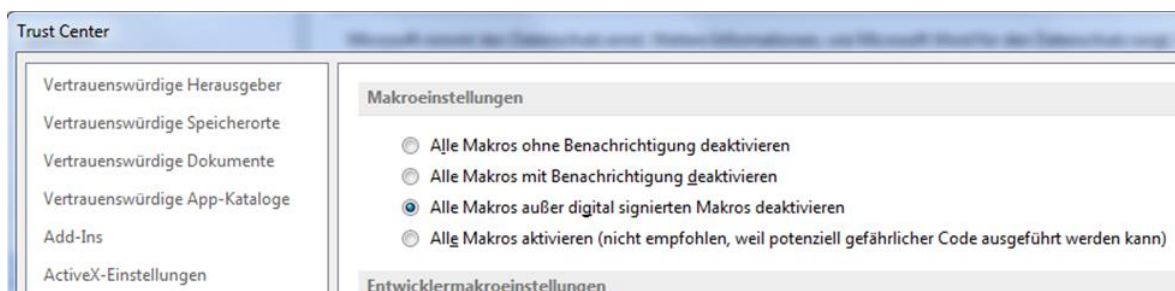 Trust Center
Vertrauenswürdige Herausgeber
Vertrauenswürdige Speicherorte
Vertrauenswürdige Dokumente
Vertrauenswürdige App-Kataloge
Add-Ins
ActiveX-Einstellungen
Makroeinstellungen
Alle Makros ohne Benachrichtigung deaktivieren
Alle Makros mit Benachrichtigung deaktivieren
Alle Makros außer digital signierten Makros deaktivieren
Alle Makros aktivieren (nicht empfohlen, weil potenziell gefährlicher Code ausgeführt werden kann)
Entwicklermakroeinstellungen